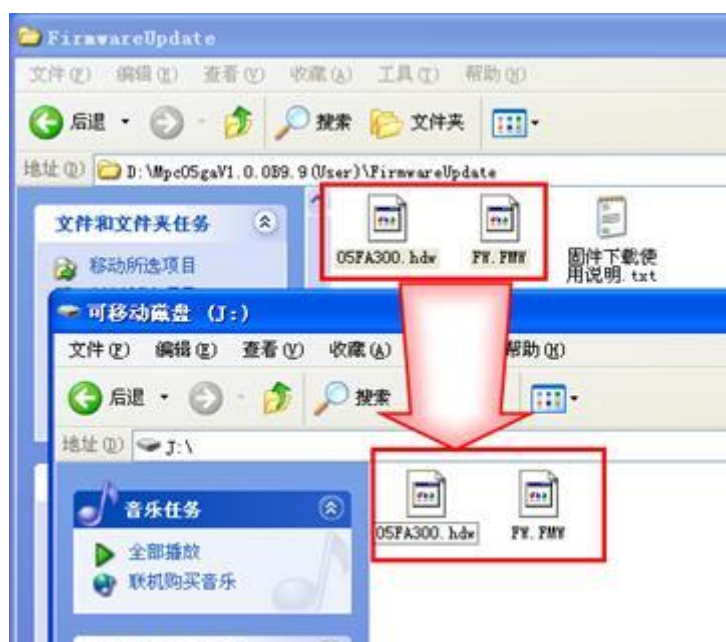 FirmwareUpdate
文件(F) 编辑(E) 查看(V) 收藏(A) 工具(T) 帮助(H)
后退 搜索 文件夹
地址(D) D:\Mpc05gaV1.0.0B9.9(User)\FirmwareUpdate
文件和文件夹任务
移动所选项目
05FA300.hdw FW.FMW 固件下载使
用说明.txt
可移动磁盘 (J:)
文件(F) 编辑(E) 查看(V) 收藏(A) 帮助(H)
后退 搜索
地址(D) J:\
音乐任务
全部播放
联机购买音乐
05FA300.hdw FW.FMW